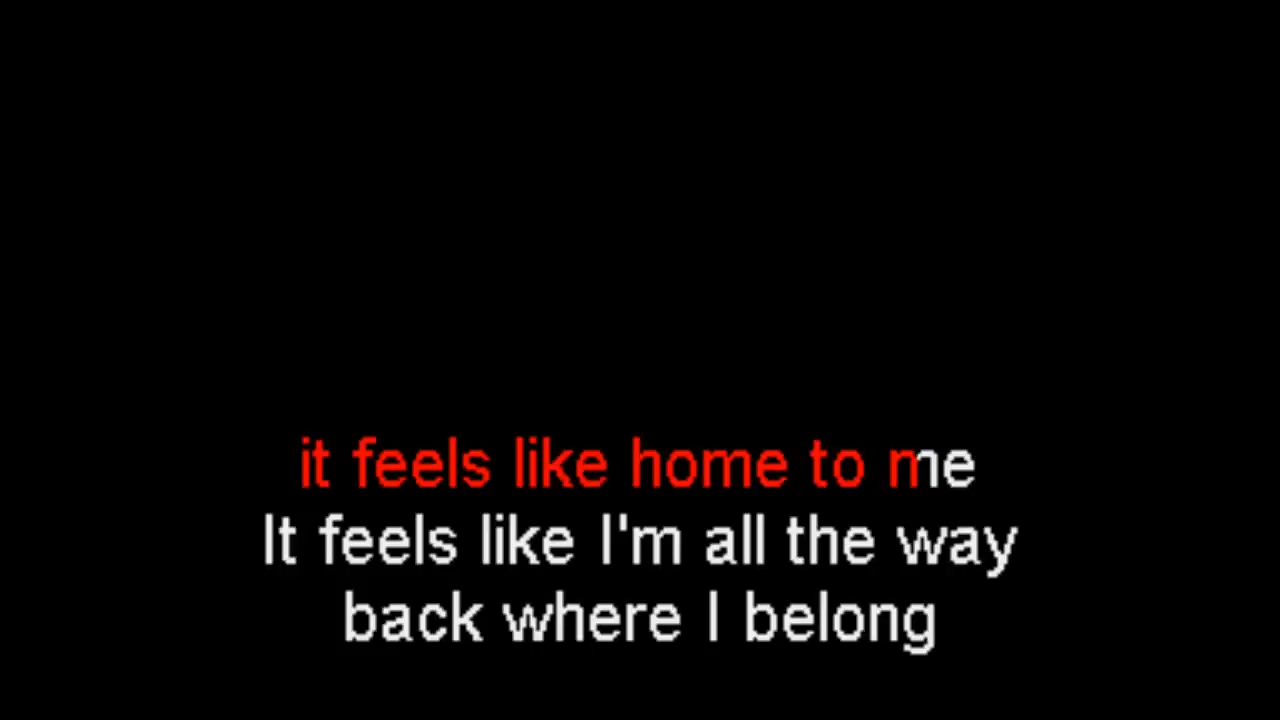 it feels like home to me
It feels like I'm all the way
back where I belong